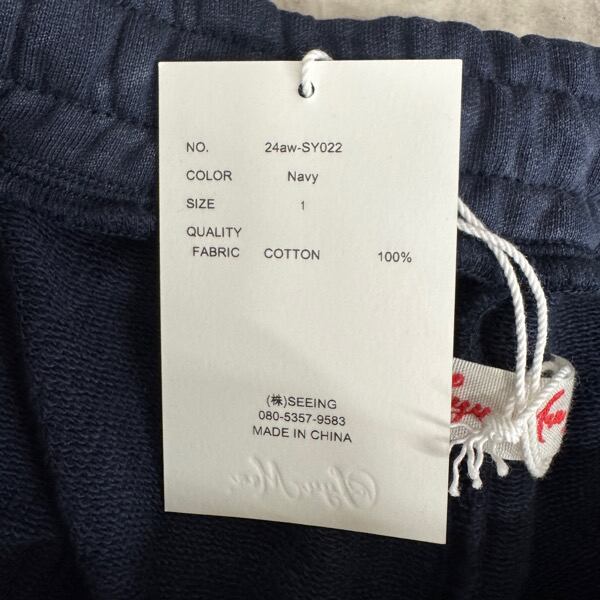 NO. 24aw-SY022
COLOR Navy
SIZE 1
QUALITY
FABRIC COTTON 100%
(株)SEEING
080-5357-9583
MADE IN CHINA